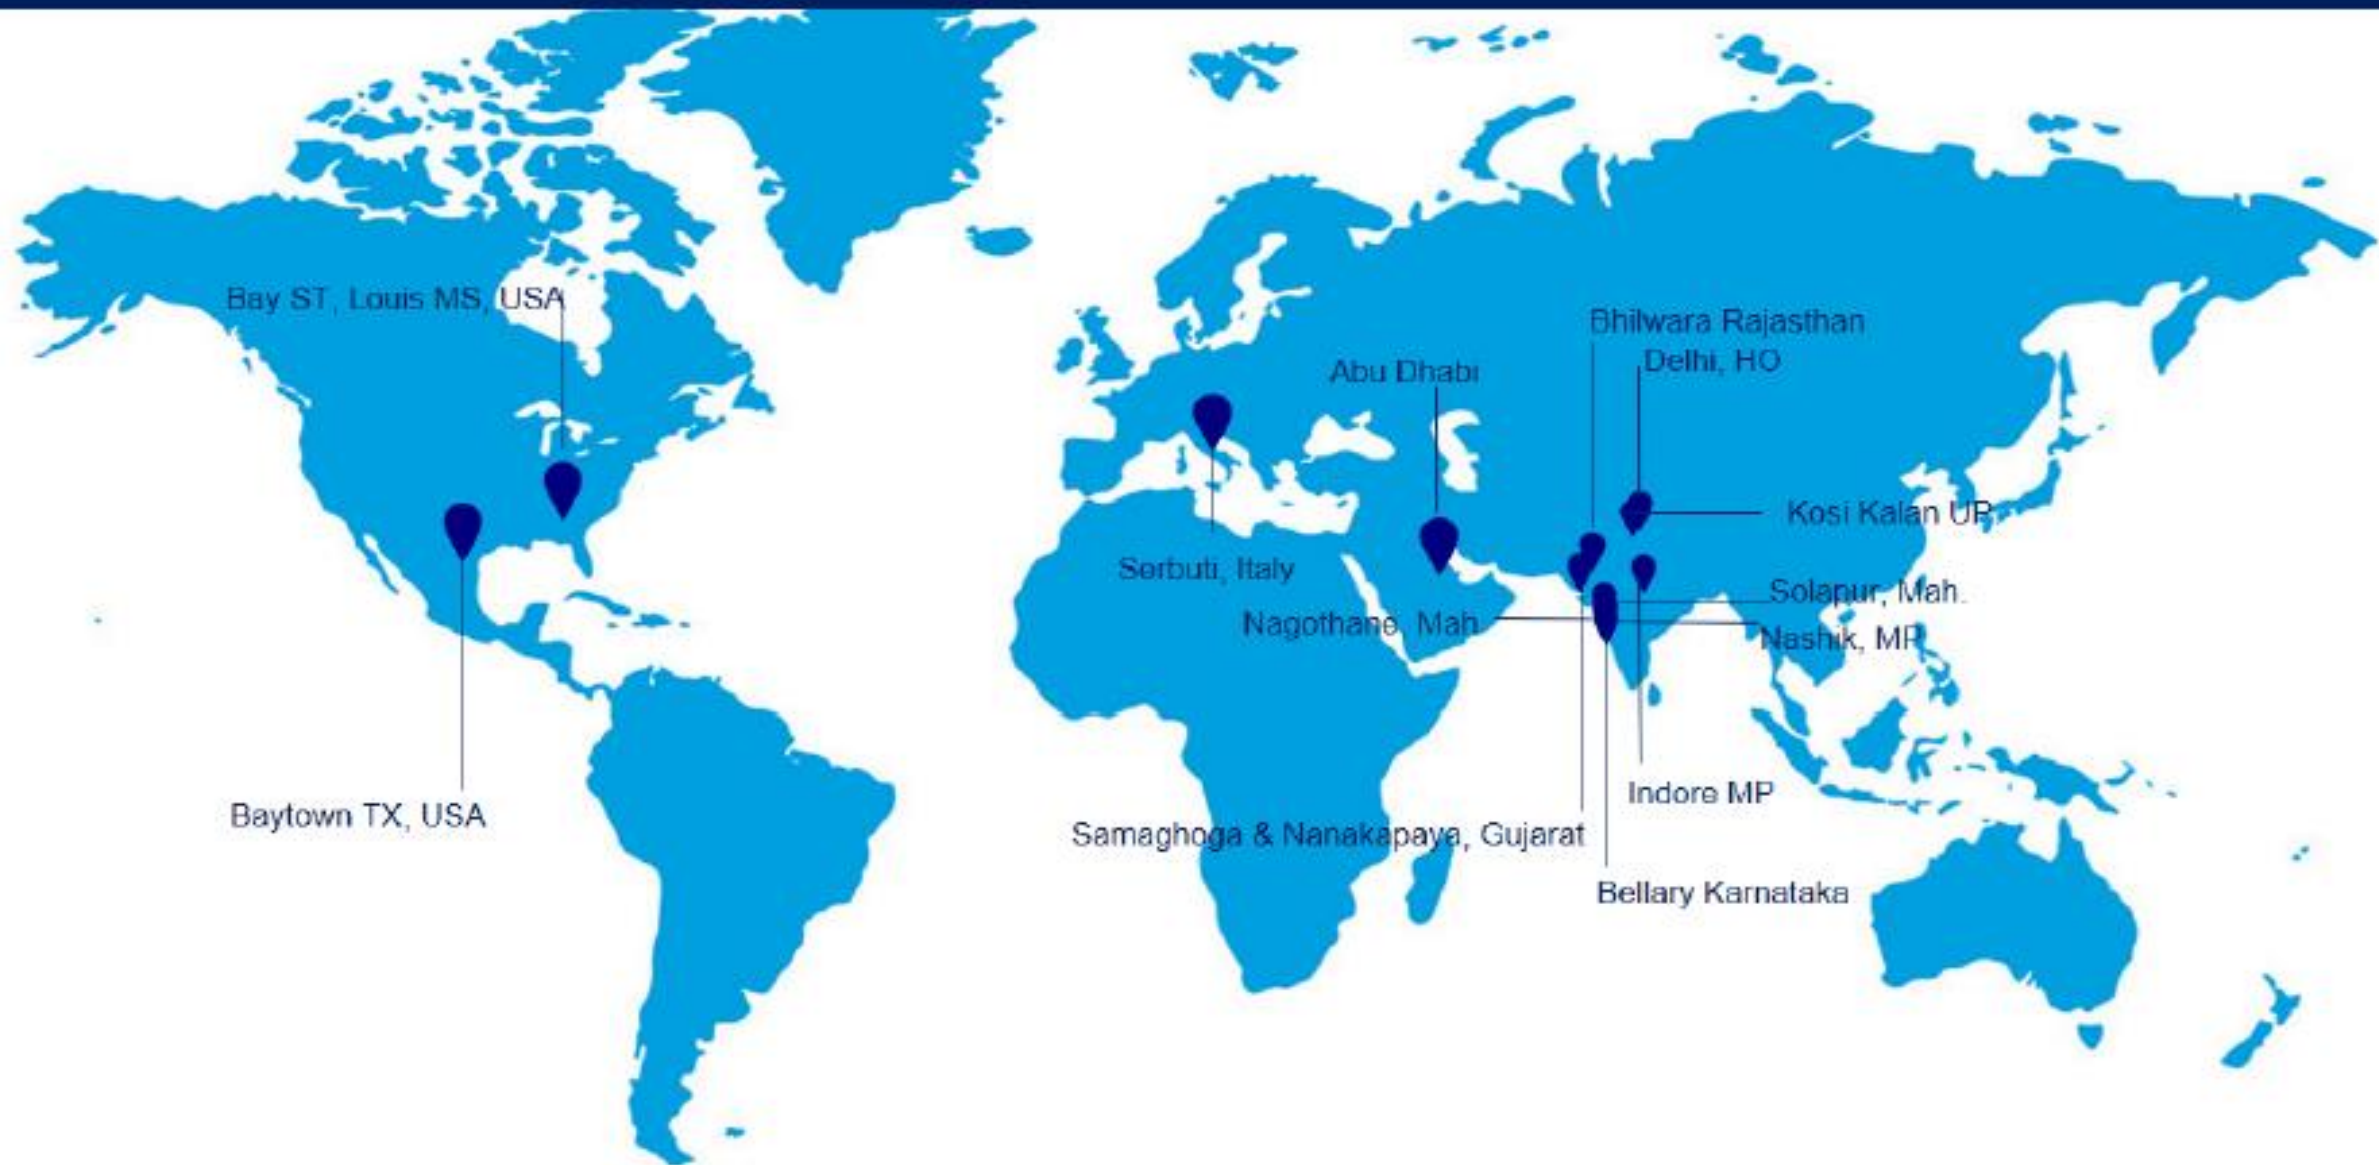 Bay ST, Louis MS, USA
Bhilwara Rajasthan
Delhi, HO
Abu Dhabi
Kosi Kalan UP
Serbuti, Italy
Solapur, Mah.
Nagothane, Mah
Nashik, MP
Indore MP
Baytown TX, USA
Samaghoga & Nanakapaya, Gujarat
Bellary Karnataka